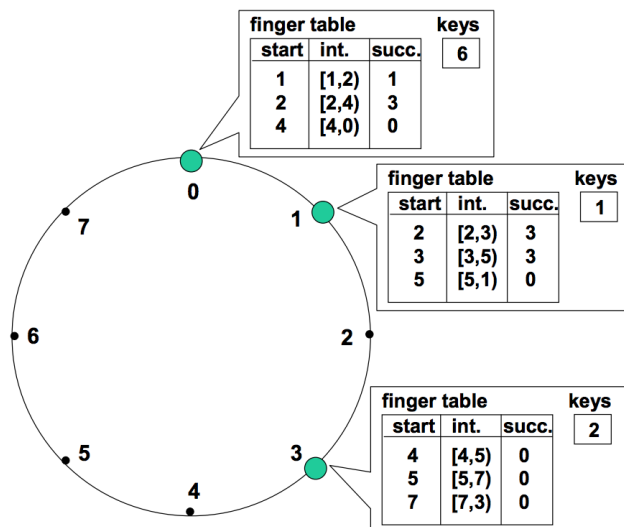 finger table keys
start int. succ. 6
1 [1,2) 1
2 [2,4) 3
4 [4,0) 0
0
finger table keys
start int. succ. 1
2 [2,3) 3
3 [3,5) 3
5 [5,1) 0
7
1
6
2
finger table keys
start int. succ. 2
4 [4,5) 0
5 [5,7) 0
7 [7,3) 0
5
3
4